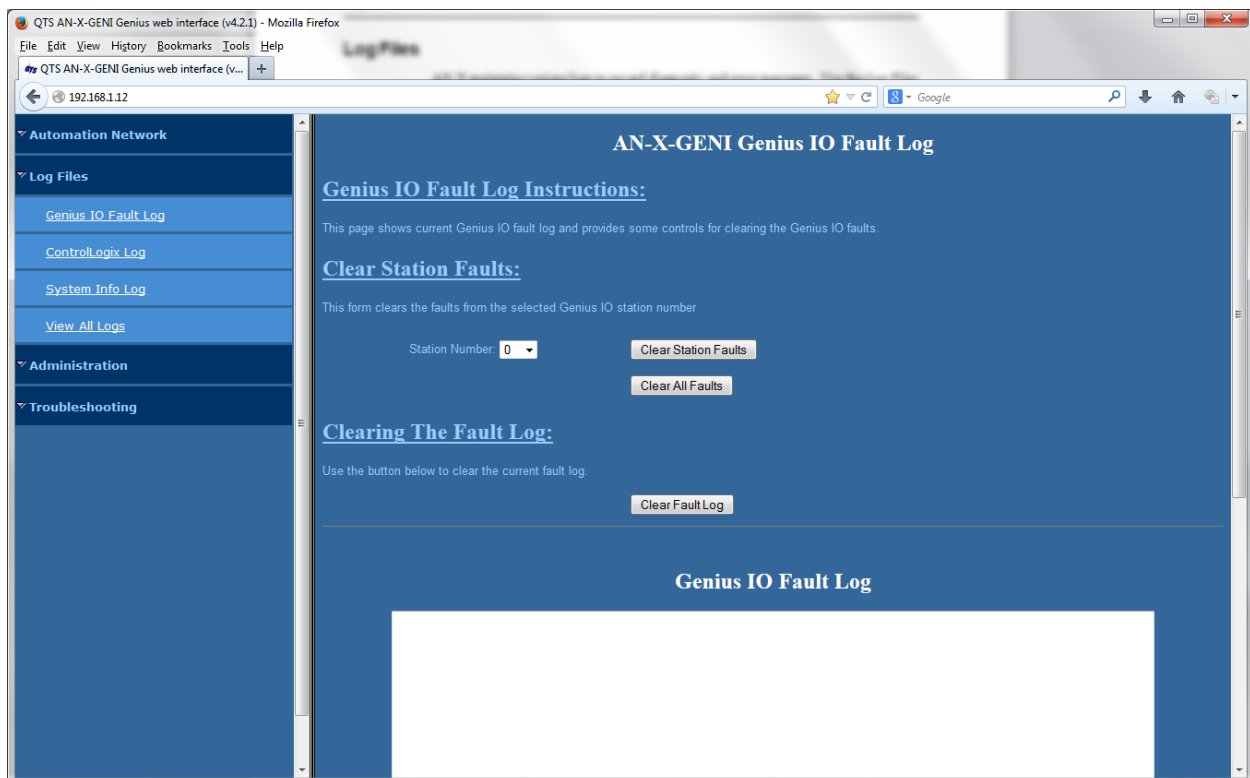 QTS AN-X-GENI Genius web interface (v4.2.1) - Mozilla Firefox
File Edit View History Bookmarks Tools Help
Log Files
QTS AN-X-GENI Genius web interface (v... +
192.168.1.12
Google
Automation Network
Log Files
Genius IO Fault Log
ControlLogix Log
System Info Log
View All Logs
Administration
Troubleshooting
AN-X-GENI Genius IO Fault Log
Genius IO Fault Log Instructions:
This page shows current Genius IO fault log and provides some controls for clearing the Genius IO faults.
Clear Station Faults:
This form clears the faults from the selected Genius IO station number
Station Number: 0 Clear Station Faults
Clear All Faults
Clearing The Fault Log:
Use the button below to clear the current fault log.
Clear Fault Log
Genius IO Fault Log